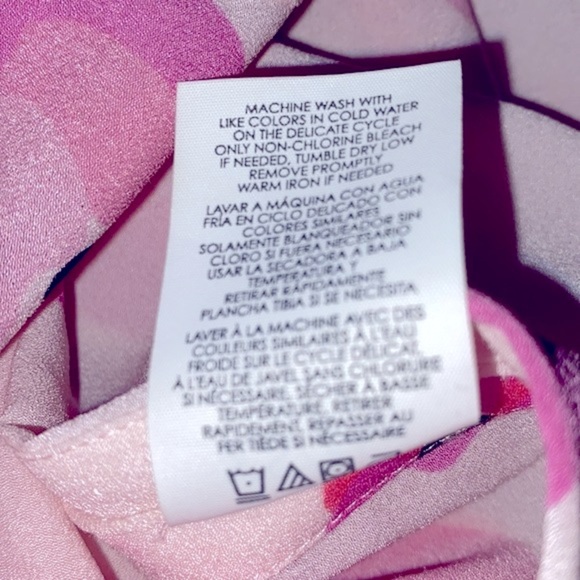 MACHINE WASH WITH
LIKE COLORS IN COLD WATER
ON THE DELICATE CYCLE
ONLY NON-CHLORINE BLEACH
IF NEEDED, TUMBLE DRY LOW
REMOVE PROMPTLY
WARM IRON IF NEEDED
LAVAR A MÁQUINA CON AGUA
FRÍA EN CICLO DELICADO CON
COLORES SIMILARES
SOLAMENTE BLANQUEADOR SIN
CLORO SI FUERA NECESARIO
USAR LA SECADORA A BAJA
TEMPERATURA Y
RETIRAR RÁPIDAMENTE
PLANCHA TIBIA SI SE NECESITA
LAVER À LA MACHINE AVEC DES
COULEURS SIMILAIRES À L'EAU
FROIDE SUR LE CYCLE DÉLICAT,
À L'EAU DE JAVEL SANS CHLORURE
SI NÉCESSAIRE, SÉCHER À BASSE
TEMPÉRATURE, RETIRER
RAPIDEMENT, REPASSER AU
FER TIÈDE SI NÉCESSAIRE